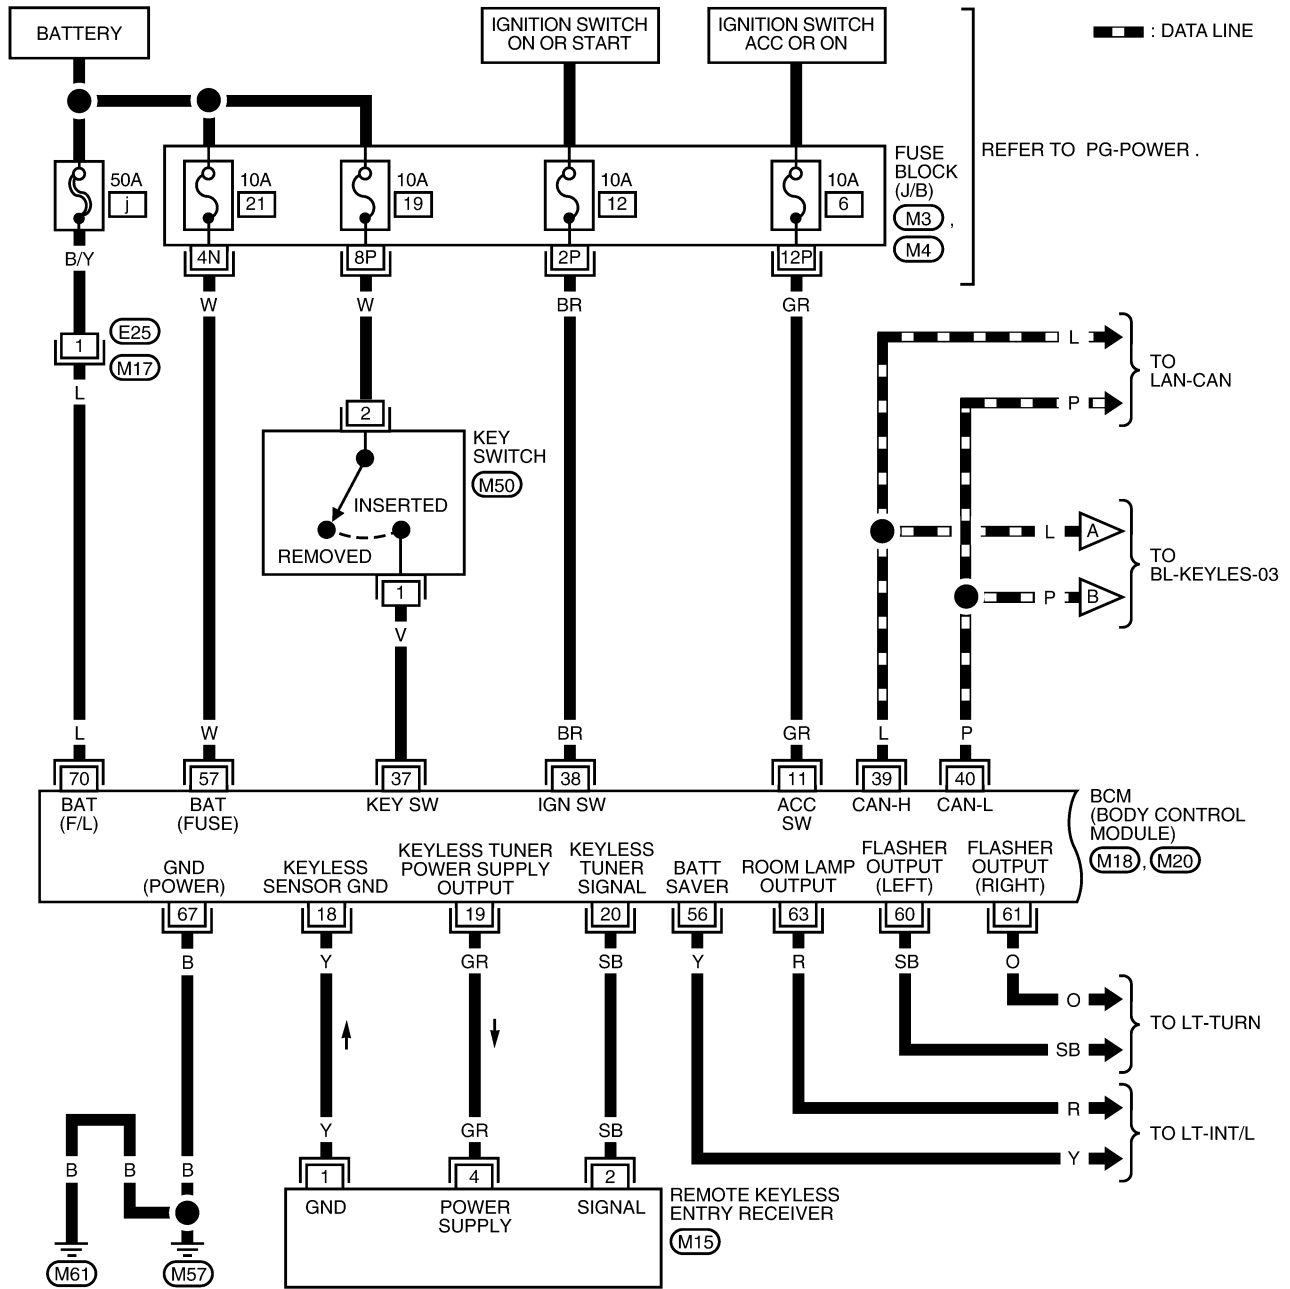 BATTERY
IGNITION SWITCH
ON OR START
IGNITION SWITCH
ACC OR ON
: DATA LINE
REFER TO PG-POWER .
50A
j
10A
21
10A
19
10A
12
10A
6
FUSE
BLOCK
(J/B)
M3 ,
M4
B/Y
4N
8P
2P
12P
W
W
BR
GR
1
E25
M17
L
L
TO
LAN-CAN
P
2
KEY
SWITCH
M50
INSERTED
REMOVED
L
A
TO
BL-KEYLES-03
P
B
1
V
L
W
BR
GR
L
P
70
57
37
38
11
39
40
BAT
(F/L)
BAT
(FUSE)
KEY SW
IGN SW
ACC
SW
CAN-H
CAN-L
BCM
(BODY CONTROL
MODULE)
M18 , M20
GND
(POWER)
KEYLESS
SENSOR GND
KEYLESS TUNER
POWER SUPPLY
OUTPUT
KEYLESS
TUNER
SIGNAL
BATT
SAVER
ROOM LAMP
OUTPUT
FLASHER
OUTPUT
(LEFT)
FLASHER
OUTPUT
(RIGHT)
67
18
19
20
56
63
60
61
B
Y
GR
SB
Y
R
SB
O
O
TO LT-TURN
SB
R
TO LT-INT/L
Y
Y
GR
SB
B
B
B
1
4
2
GND
POWER
SUPPLY
SIGNAL
REMOTE KEYLESS
ENTRY RECEIVER
M15
M61
M57